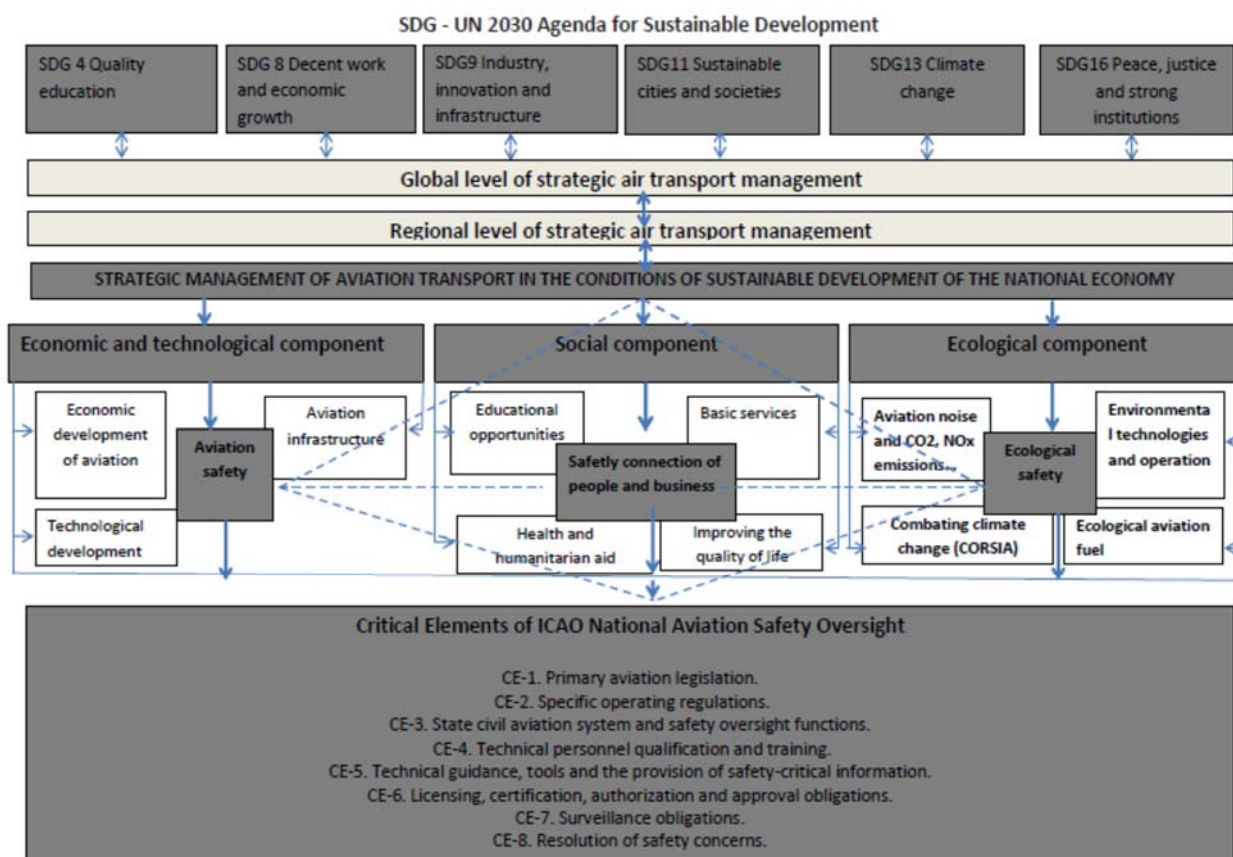 SDG - UN 2030 Agenda for Sustainable Development
SDG 4 Quality
education
SDG 8 Decent work
and economic
growth
SDG9 Industry,
innovation and
infrastructure
SDG11 Sustainable
cities and societies
SDG13 Climate
change
SDG16 Peace, justice
and strong
institutions
Global level of strategic air transport management
Regional level of strategic air transport management
STRATEGIC MANAGEMENT OF AVIATION TRANSPORT IN THE CONDITIONS OF SUSTAINABLE DEVELOPMENT OF THE NATIONAL ECONOMY
Economic and technological component
Social component
Ecological component
Economic
development
of aviation
Aviation
safety
Aviation
infrastructure
Technological
development
Educational
opportunities
Basic services
Safetly connection of
people and business
Health and
humanitarian aid
Improving the
quality of life
Aviation noise
and CO2, NOx
emissions...
Ecological
safety
Environmenta
l technologies
and operation
Combating climate
change (CORSIA)
Ecological aviation
fuel
Critical Elements of ICAO National Aviation Safety Oversight
CE-1. Primary aviation legislation.
CE-2. Specific operating regulations.
CE-3. State civil aviation system and safety oversight functions.
CE-4. Technical personnel qualification and training.
CE-5. Technical guidance, tools and the provision of safety-critical information.
CE-6. Licensing, certification, authorization and approval obligations.
CE-7. Surveillance obligations.
CE-8. Resolution of safety concerns.